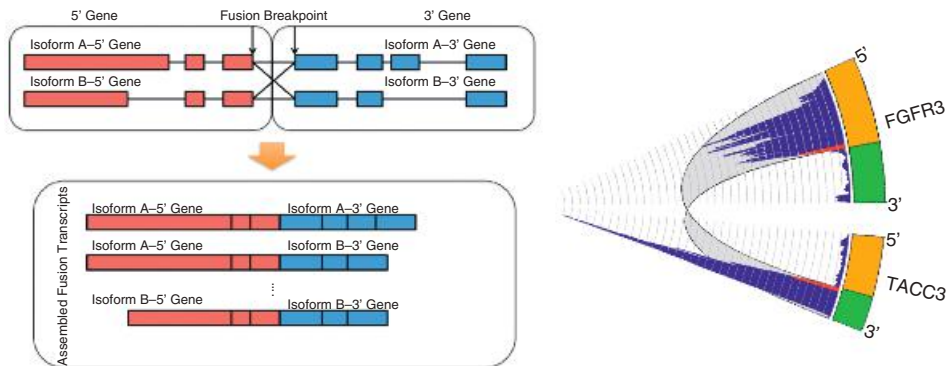 5' Gene
Fusion Breakpoint
3' Gene
Isoform A–5' Gene
Isoform A–3' Gene
Isoform B–5' Gene
Isoform B–3' Gene
Assembled Fusion Transcripts
Isoform A–5' Gene
Isoform A–3' Gene
Isoform A–5' Gene
Isoform B–3' Gene
...
Isoform B–5' Gene
Isoform B–3' Gene
5'
FGFR3
3'
5'
TACC3
3'